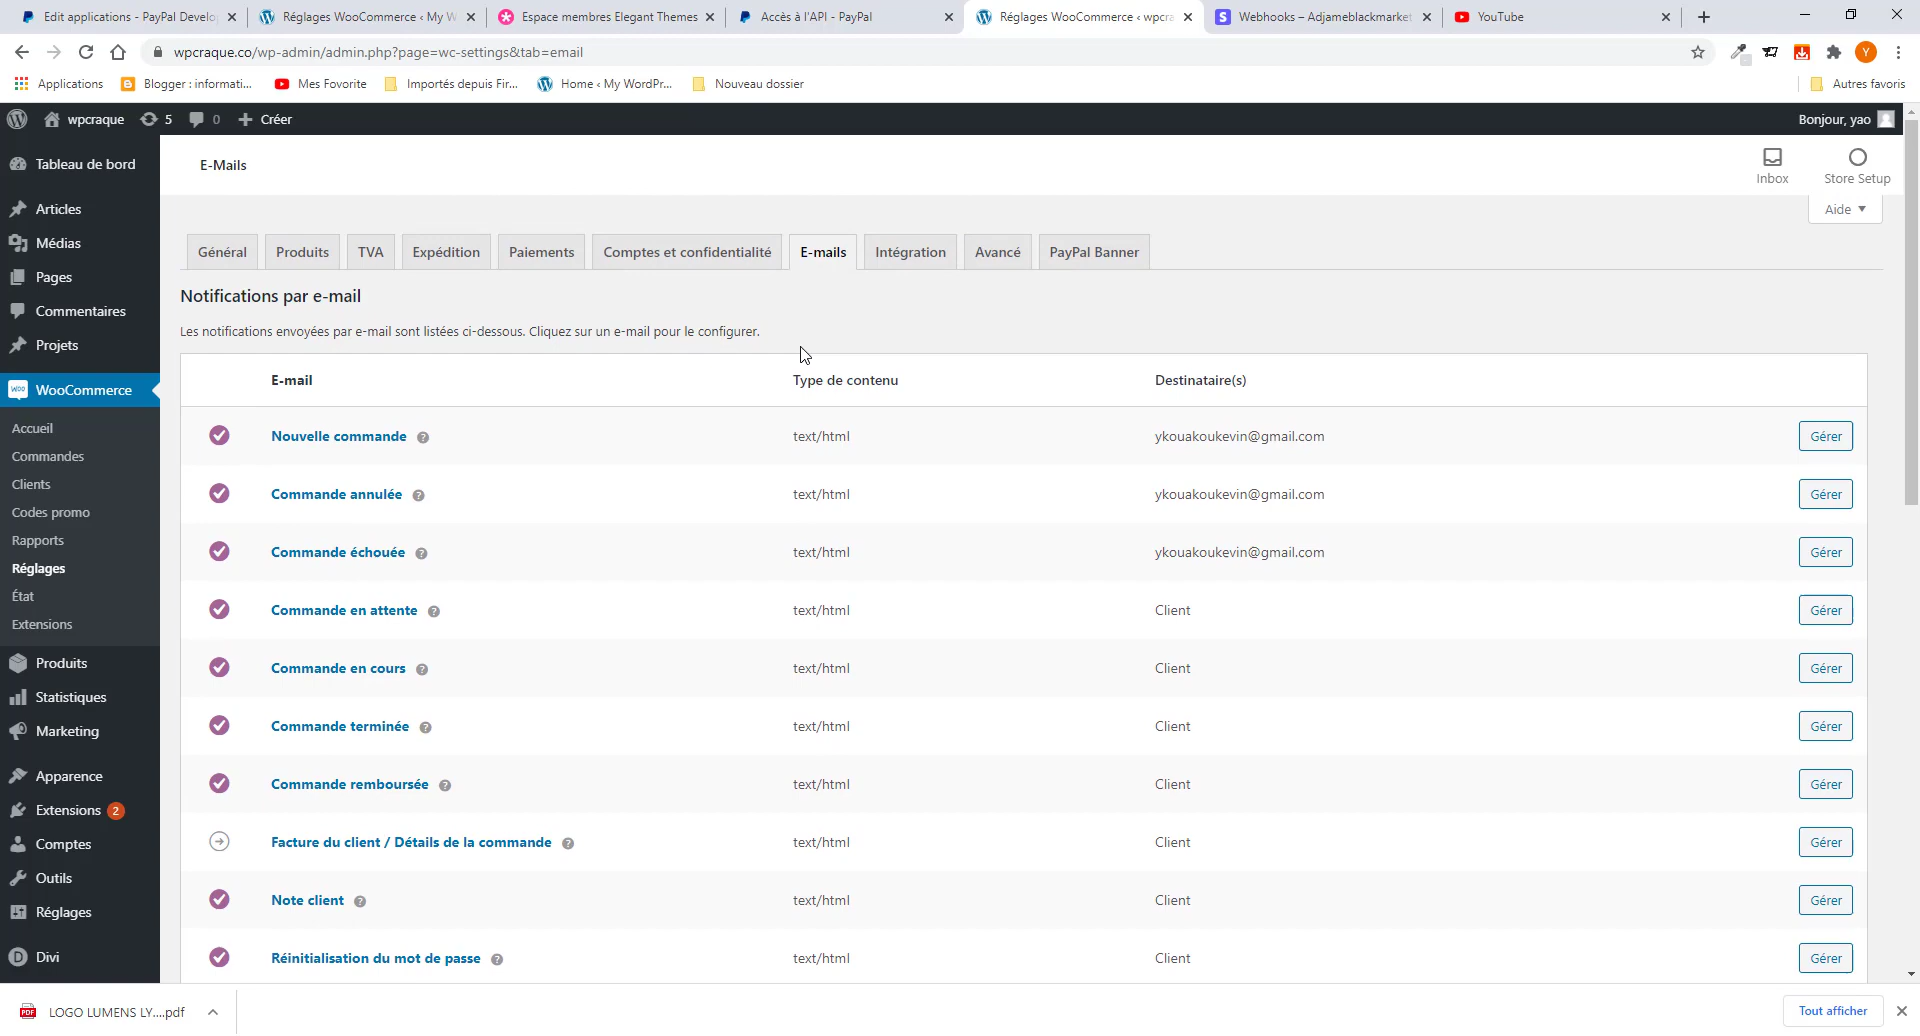 Edit applications - PayPal Develo
Réglages WooCommerce ‹ My W
Espace membres Elegant Themes
Accès à l'API - PayPal
Réglages WooCommerce ‹ wpcra
Webhooks – Adjameblackmarket
YouTube
wpcraque.co/wp-admin/admin.php?page=wc-settings&tab=email
Y
Applications
Blogger : informati...
Mes Favorite
Importés depuis Fir...
Home ‹ My WordPr...
Nouveau dossier
Autres favoris
wpcraque
5
0
Créer
Bonjour, yao
Tableau de bord
Articles
Médias
Pages
Commentaires
Projets
WooCommerce
Accueil
Commandes
Clients
Codes promo
Rapports
Réglages
État
Extensions
Produits
Statistiques
Marketing
Apparence
Extensions 2
Comptes
Outils
Réglages
Divi
E-Mails
Inbox
Store Setup
Aide
Général
Produits
TVA
Expédition
Paiements
Comptes et confidentialité
E-mails
Intégration
Avancé
PayPal Banner
Notifications par e-mail
Les notifications envoyées par e-mail sont listées ci-dessous. Cliquez sur un e-mail pour le configurer.
E-mail Type de contenu Destinataire(s)
Nouvelle commande ? text/html ykouakoukevin@gmail.com Gérer
Commande annulée ? text/html ykouakoukevin@gmail.com Gérer
Commande échouée ? text/html ykouakoukevin@gmail.com Gérer
Commande en attente ? text/html Client Gérer
Commande en cours ? text/html Client Gérer
Commande terminée ? text/html Client Gérer
Commande remboursée ? text/html Client Gérer
Facture du client / Détails de la commande ? text/html Client Gérer
Note client ? text/html Client Gérer
Réinitialisation du mot de passe ? text/html Client Gérer
LOGO LUMENS LY....pdf
Tout afficher